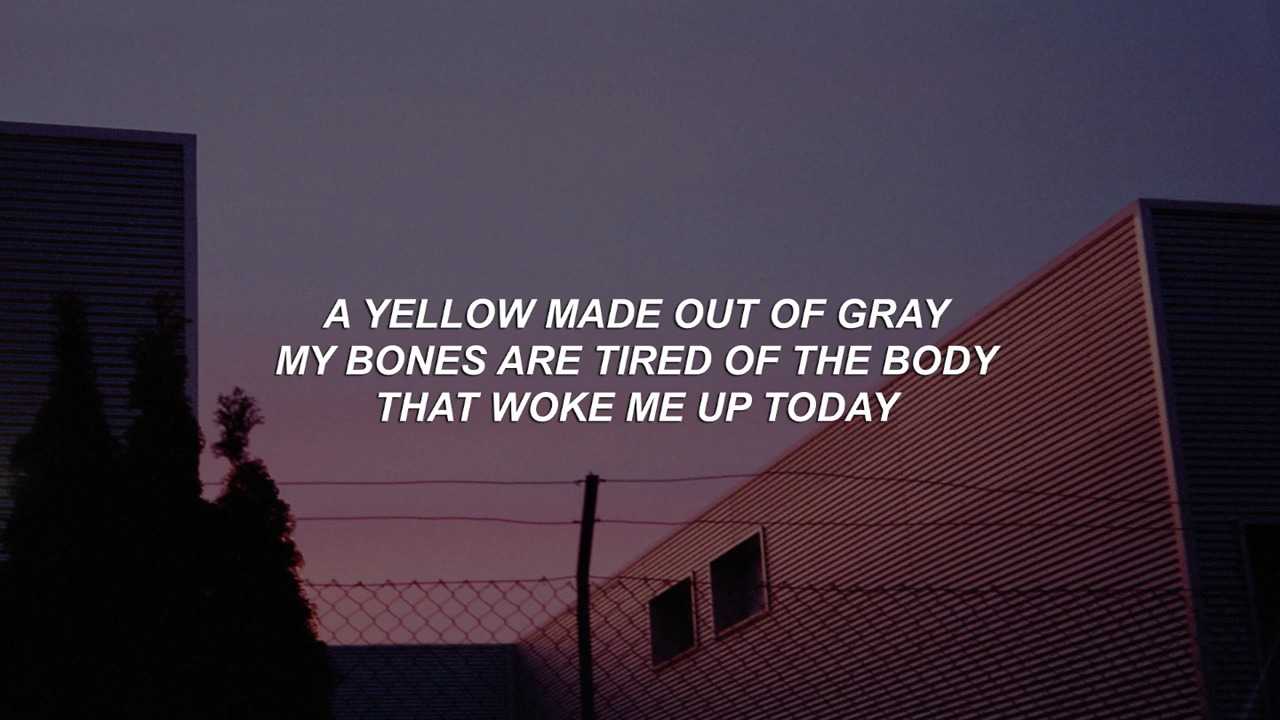 A YELLOW MADE OUT OF GRAY
MY BONES ARE TIRED OF THE BODY
THAT WOKE ME UP TODAY